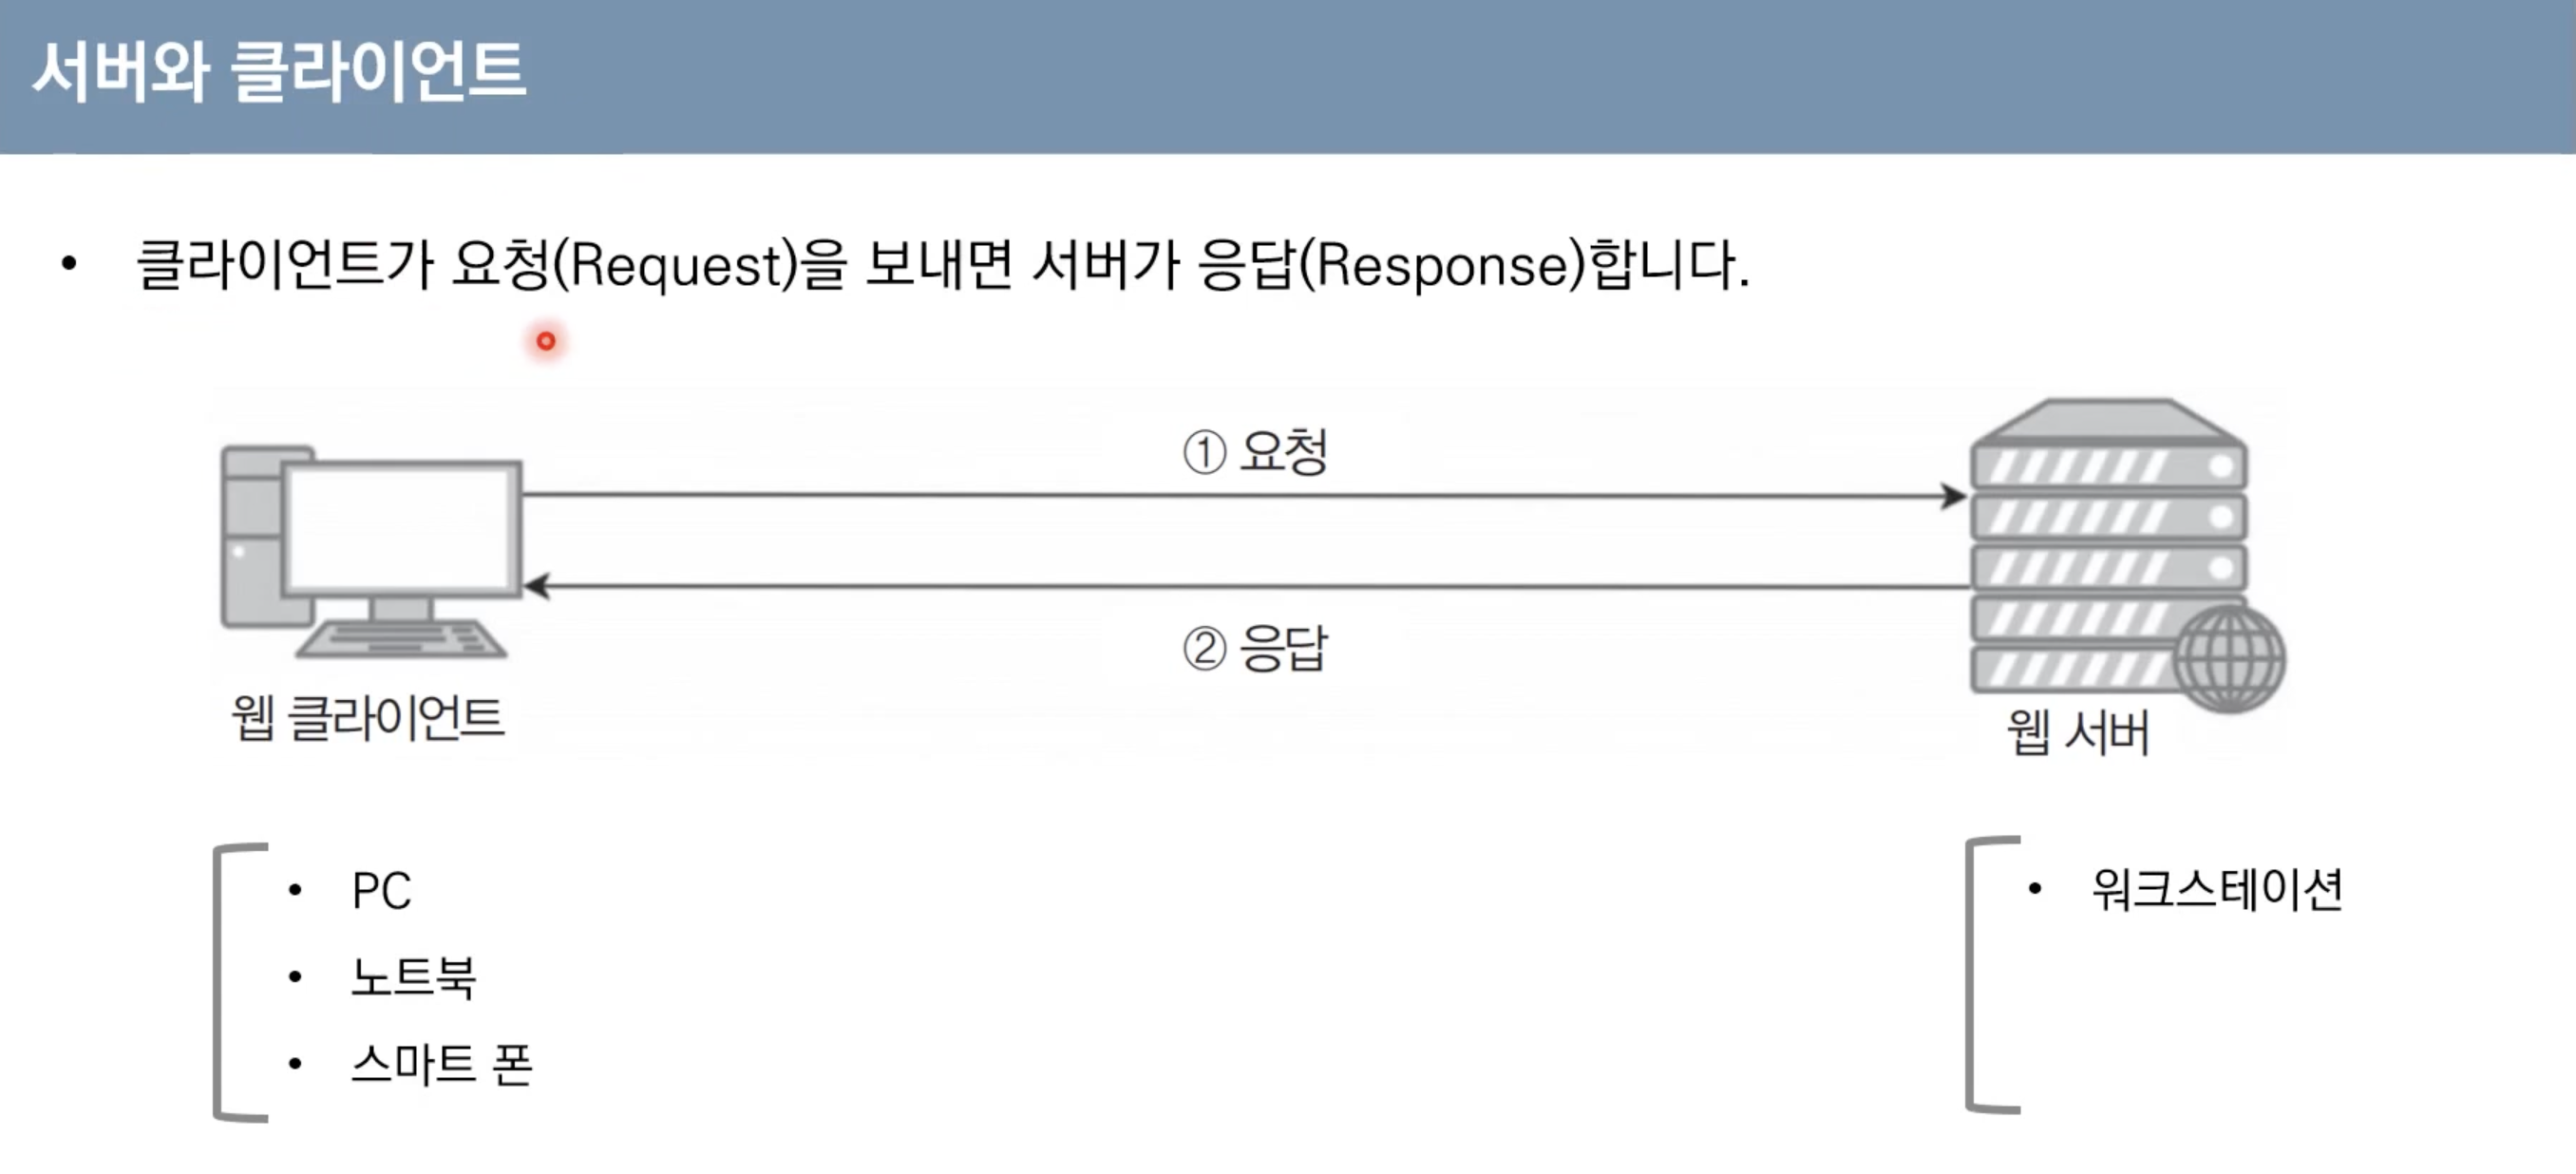 서버와 클라이언트
• 클라이언트가 요청(Request)을 보내면 서버가 응답(Response)합니다.
① 요청
② 응답
웹 클라이언트
웹 서버
• PC
• 노트북
• 스마트 폰
• 워크스테이션